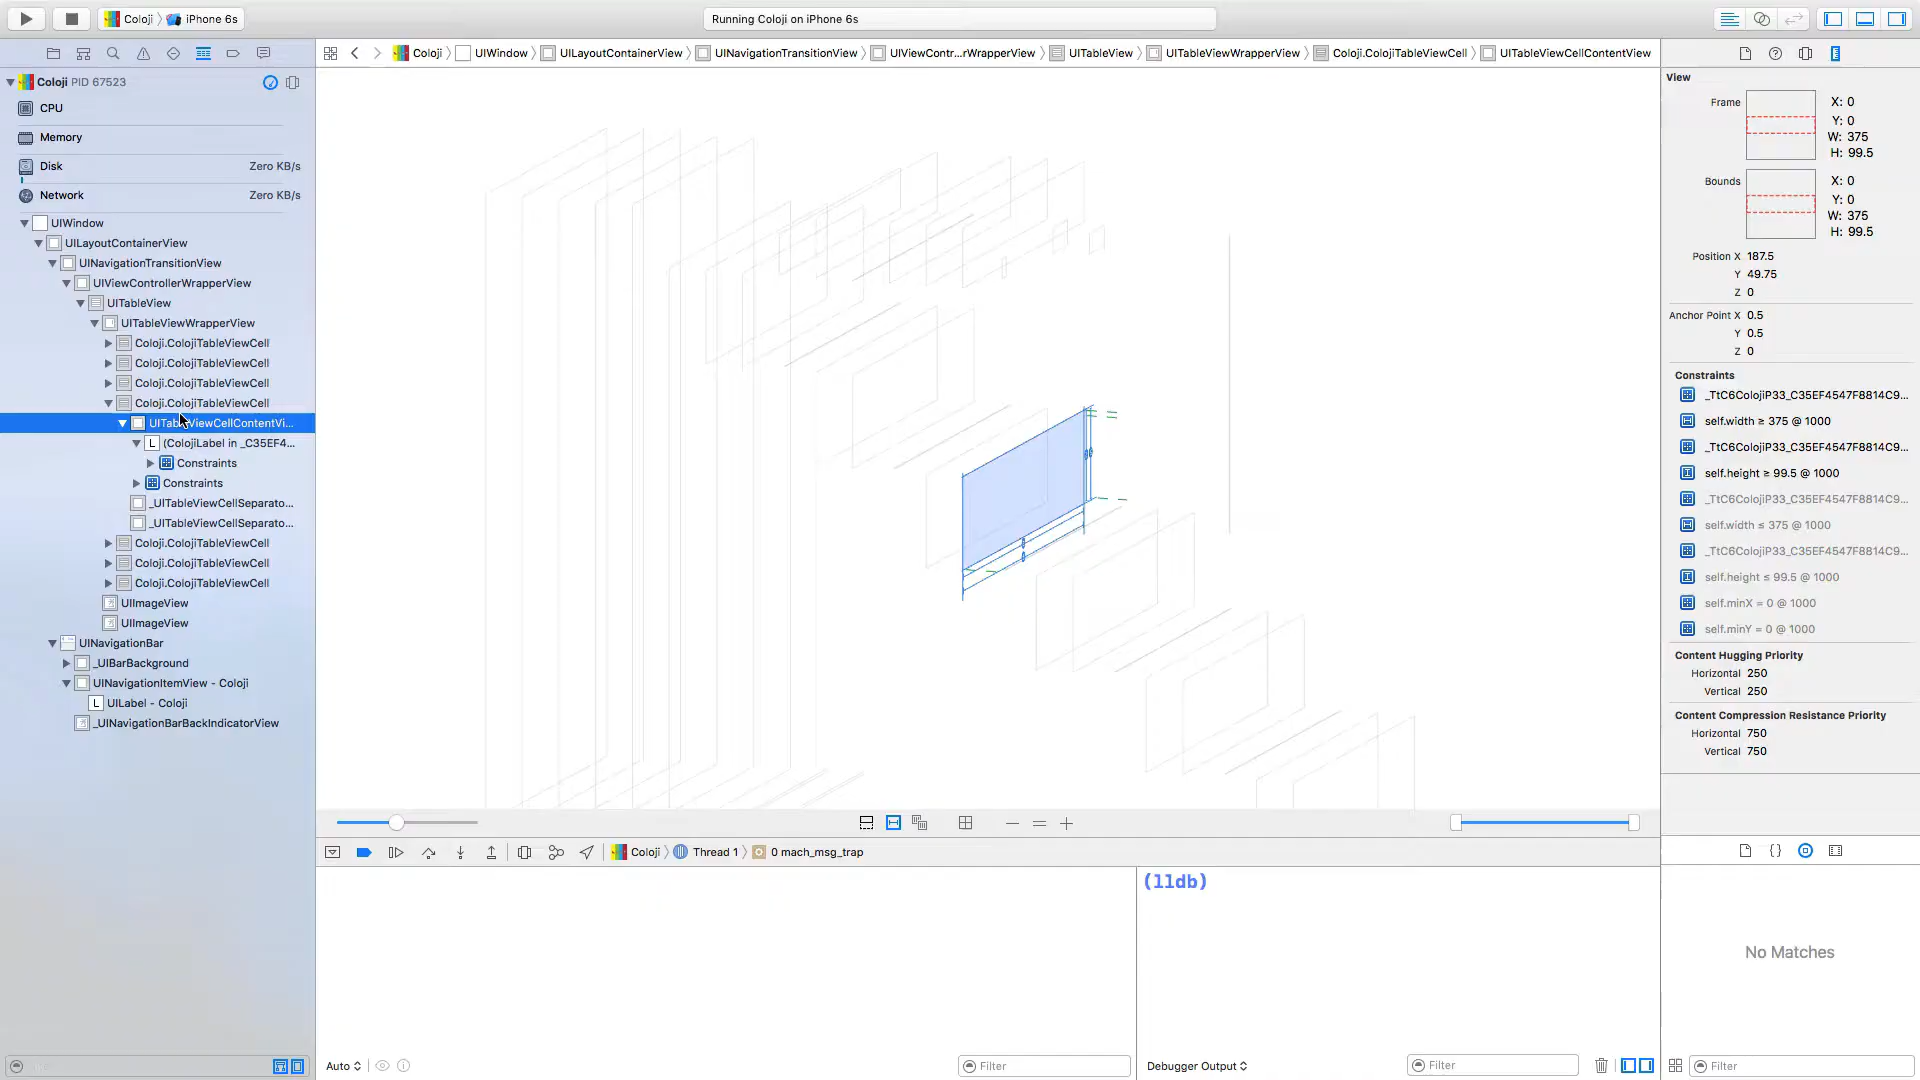 Coloji iPhone 6s
Running Coloji on iPhone 6s
Coloji PID 67523
CPU
Memory
Disk Zero KB/s
Network Zero KB/s
UIWindow
UILayoutContainerView
UINavigationTransitionView
UIViewControllerWrapperView
UITableView
UITableViewWrapperView
Coloji.ColojiTableViewCell
Coloji.ColojiTableViewCell
Coloji.ColojiTableViewCell
Coloji.ColojiTableViewCell
UITableViewCellContentVi...
L (ColojiLabel in _C35EF4...
Constraints
Constraints
_UITableViewCellSeparato...
_UITableViewCellSeparato...
Coloji.ColojiTableViewCell
Coloji.ColojiTableViewCell
Coloji.ColojiTableViewCell
UIImageView
UIImageView
UINavigationBar
_UIBarBackground
UINavigationItemView - Coloji
L UILabel - Coloji
_UINavigationBarBackIndicatorView
Coloji UIWindow UILayoutContainerView UINavigationTransitionView UIViewContr...rWrapperView UITableView UITableViewWrapperView Coloji.ColojiTableViewCell UITableViewCellContentView
Coloji Thread 1 0 mach_msg_trap
(lldb)
Auto
Filter
Debugger Output
Filter
View
Frame
X: 0
Y: 0
W: 375
H: 99.5
Bounds
X: 0
Y: 0
W: 375
H: 99.5
Position X 187.5
Y 49.75
Z 0
Anchor Point X 0.5
Y 0.5
Z 0
Constraints
_TtC6ColojiP33_C35EF4547F8814C9...
self.width ≥ 375 @ 1000
_TtC6ColojiP33_C35EF4547F8814C9...
self.height ≥ 99.5 @ 1000
_TtC6ColojiP33_C35EF4547F8814C9...
self.width ≤ 375 @ 1000
_TtC6ColojiP33_C35EF4547F8814C9...
self.height ≤ 99.5 @ 1000
self.minX = 0 @ 1000
self.minY = 0 @ 1000
Content Hugging Priority
Horizontal 250
Vertical 250
Content Compression Resistance Priority
Horizontal 750
Vertical 750
No Matches
Filter